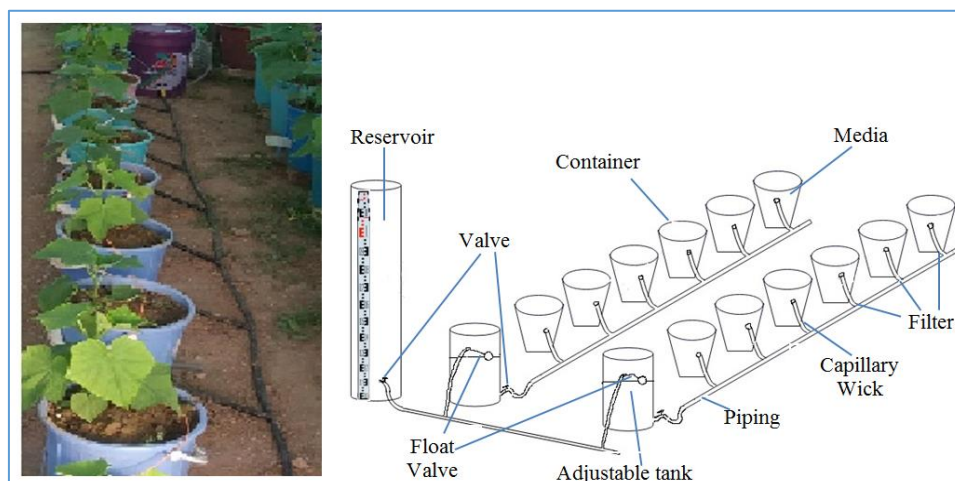 Reservoir
Container
Media
Valve
Filter
Capillary
Wick
Piping
Float
Valve
Adjustable tank